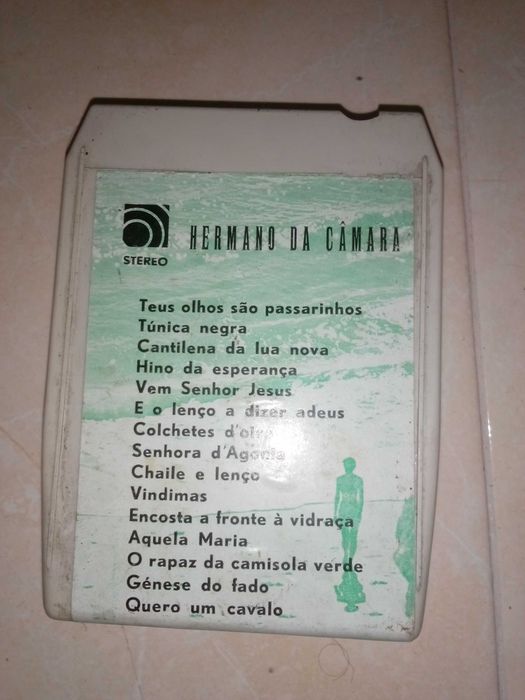 HERMANO DA CÂMARA
STEREO
Teus olhos são passarinhos
Túnica negra
Cantilena da lua nova
Hino da esperança
Vem Senhor Jesus
E o lenço a dizer adeus
Colchetes d'oiro
Senhora d'Agonia
Chaile e lenço
Vindimas
Encosta a fronte à vidraça
Aquela Maria
O rapaz da camisola verde
Génese do fado
Quero um cavalo